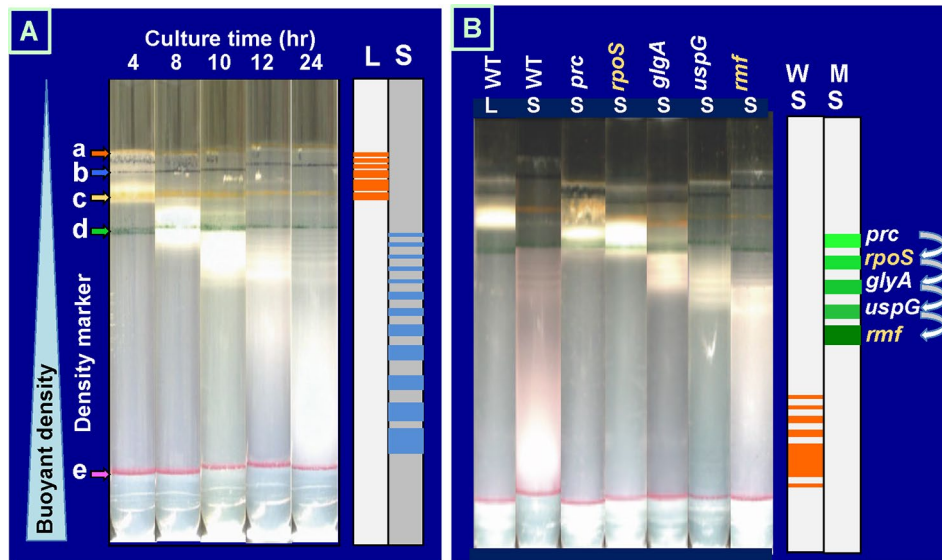 A
Culture time (hr)
4 8 10 12 24
L S
a
b
c
d
e
Density marker
Buoyant density
B
WT WT prc rpoS glgA uspG rmf
L S S S S S S
W M
S S
prc
rpoS
glyA
uspG
rmf